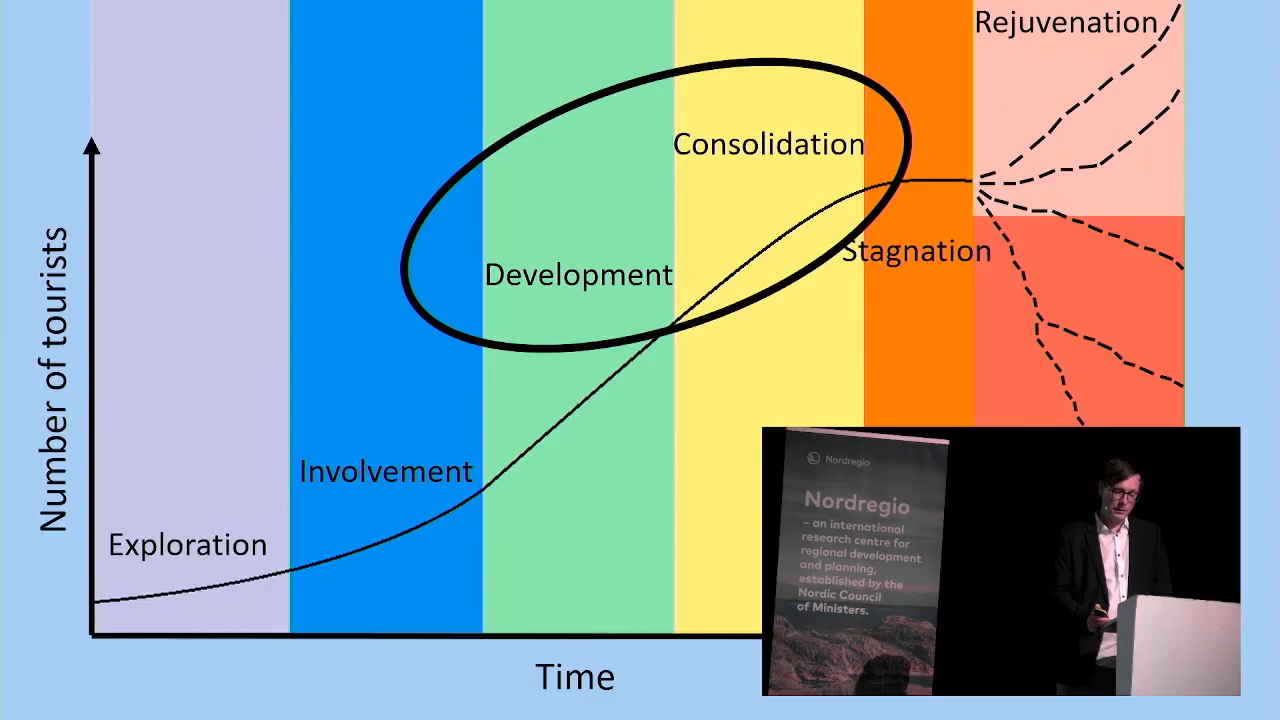 Rejuvenation
Consolidation
Stagnation
Development
Involvement
Exploration
Number of tourists
Time
Nordregio
Nordregio
– an international
research centre for
regional development
and planning,
established by the
Nordic Council
of Ministers.